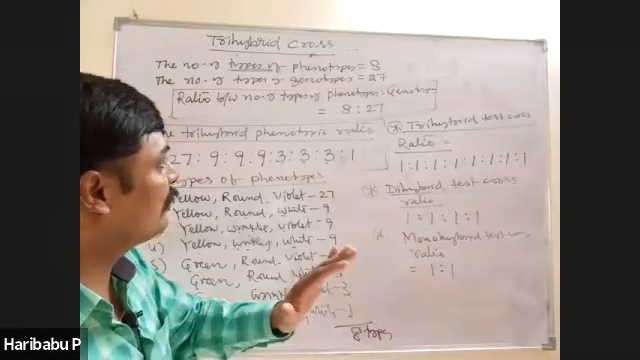 Trihybrid Cross
The no. of types of phenotypes = 8
The no. of types of genotypes = 27
Ratio b/w no. of types of phenotypes : Genotypes
= 8 : 27
The trihybrid phenotypic ratio
27 : 9 : 9 : 9 : 3 : 3 : 3 : 1
types of phenotypes
Yellow, Round, Violet - 27
Yellow, Round, White - 9
Yellow, wrinkled, violet - 9
4) Yellow, wrinkled, white - 9
5) Green, Round, Violet -
Green, Round
- 3
- 1
8 types
Trihybrid test cross
Ratio =
1:1:1:1:1:1:1:1
Dihybrid test cross
ratio
1:1:1:1
Monohybrid test cross
ratio
= 1:1
Haribabu P